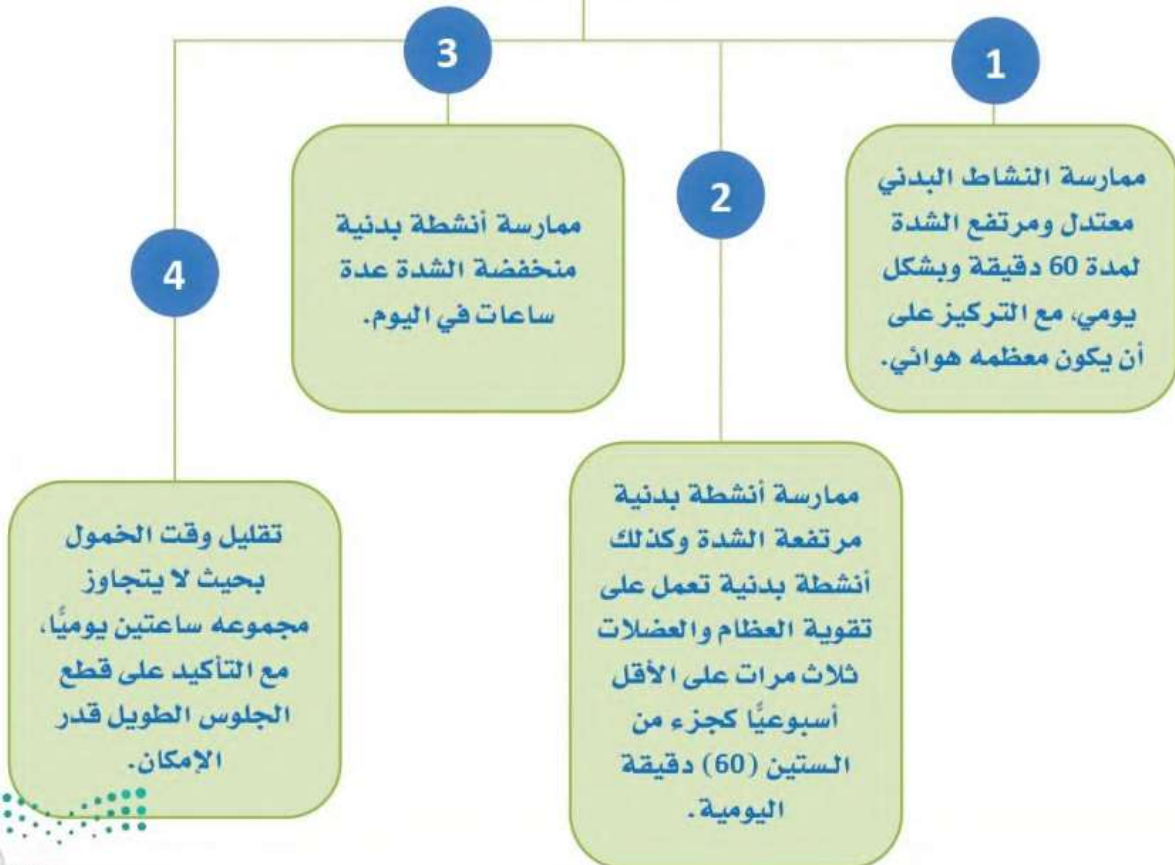 1
ممارسة النشاط البدني
معتدل ومرتفع الشدة
لمدة 60 دقيقة وبشكل
يومي، مع التركيز على
أن يكون معظمه هوائي.
2
ممارسة أنشطة بدنية
مرتفعة الشدة وكذلك
أنشطة بدنية تعمل على
تقوية العظام والعضلات
ثلاث مرات على الأقل
أسبوعيًا كجزء من
الستين (60) دقيقة
اليومية.
3
ممارسة أنشطة بدنية
منخفضة الشدة عدة
ساعات في اليوم.
4
تقليل وقت الخمول
بحيث لا يتجاوز
مجموعه ساعتين يوميًا،
مع التأكيد على قطع
الجلوس الطويل قدر
الإمكان.